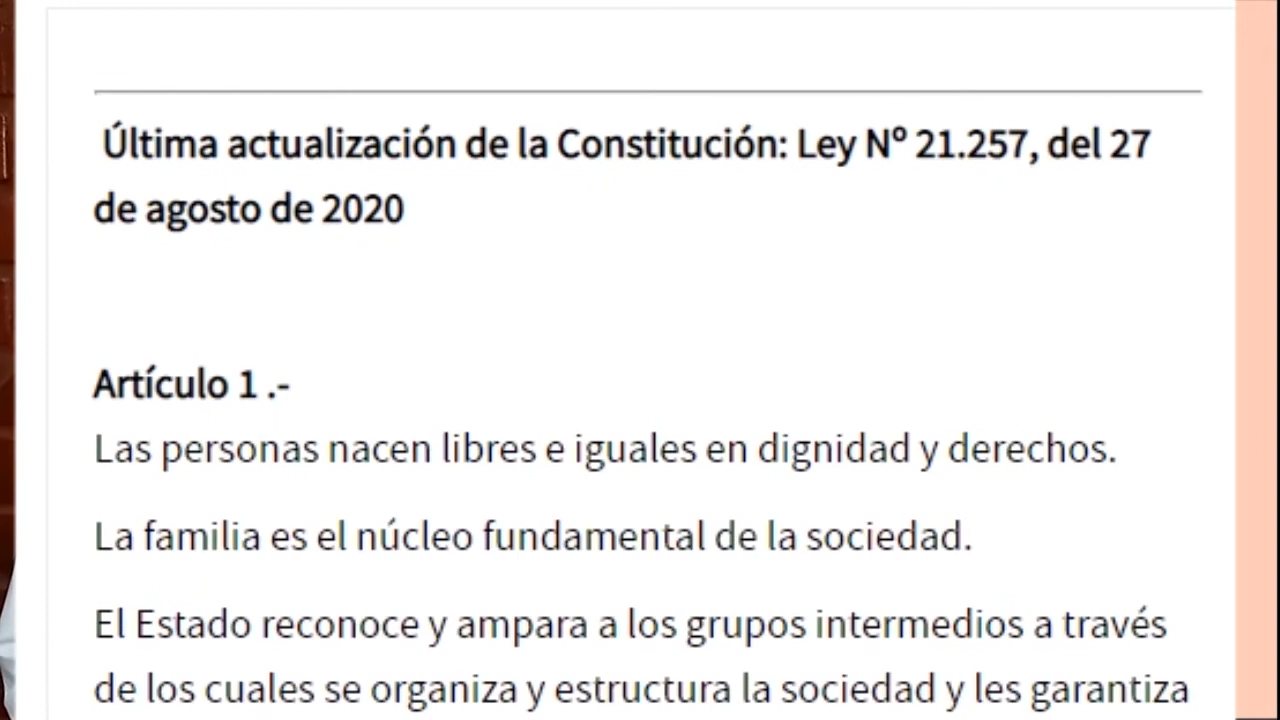 Última actualización de la Constitución: Ley Nº 21.257, del 27
de agosto de 2020
Artículo 1 .-
Las personas nacen libres e iguales en dignidad y derechos.
La familia es el núcleo fundamental de la sociedad.
El Estado reconoce y ampara a los grupos intermedios a través
de los cuales se organiza y estructura la sociedad y les garantiza